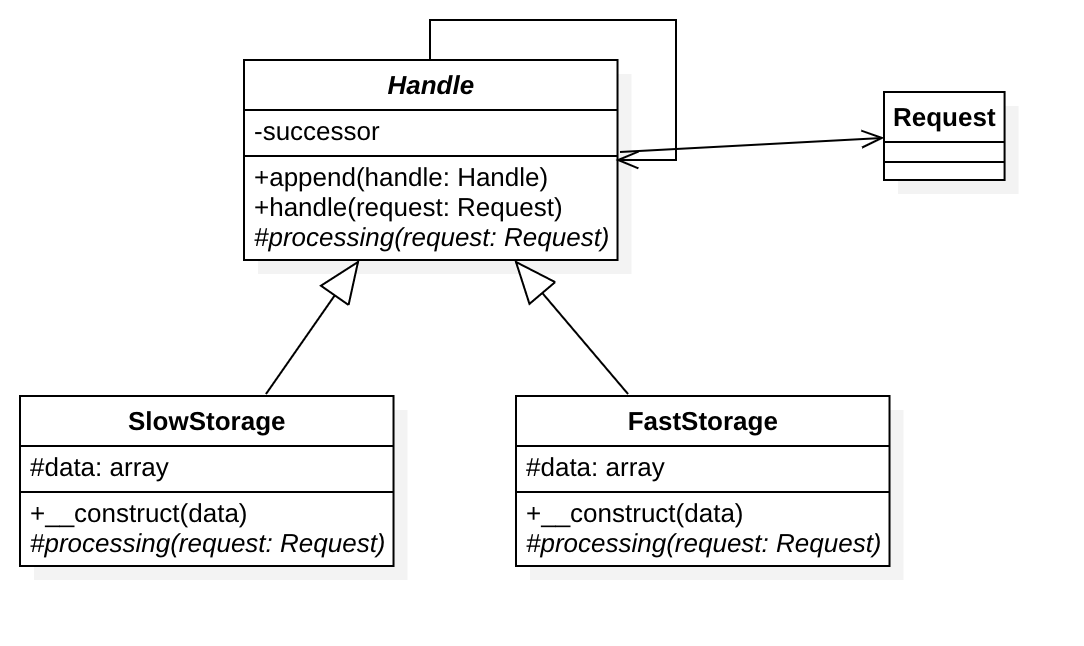 Handle
-successor
+append(handle: Handle)
+handle(request: Request)
#processing(request: Request)
Request
SlowStorage
#data: array
+__construct(data)
#processing(request: Request)
FastStorage
#data: array
+__construct(data)
#processing(request: Request)